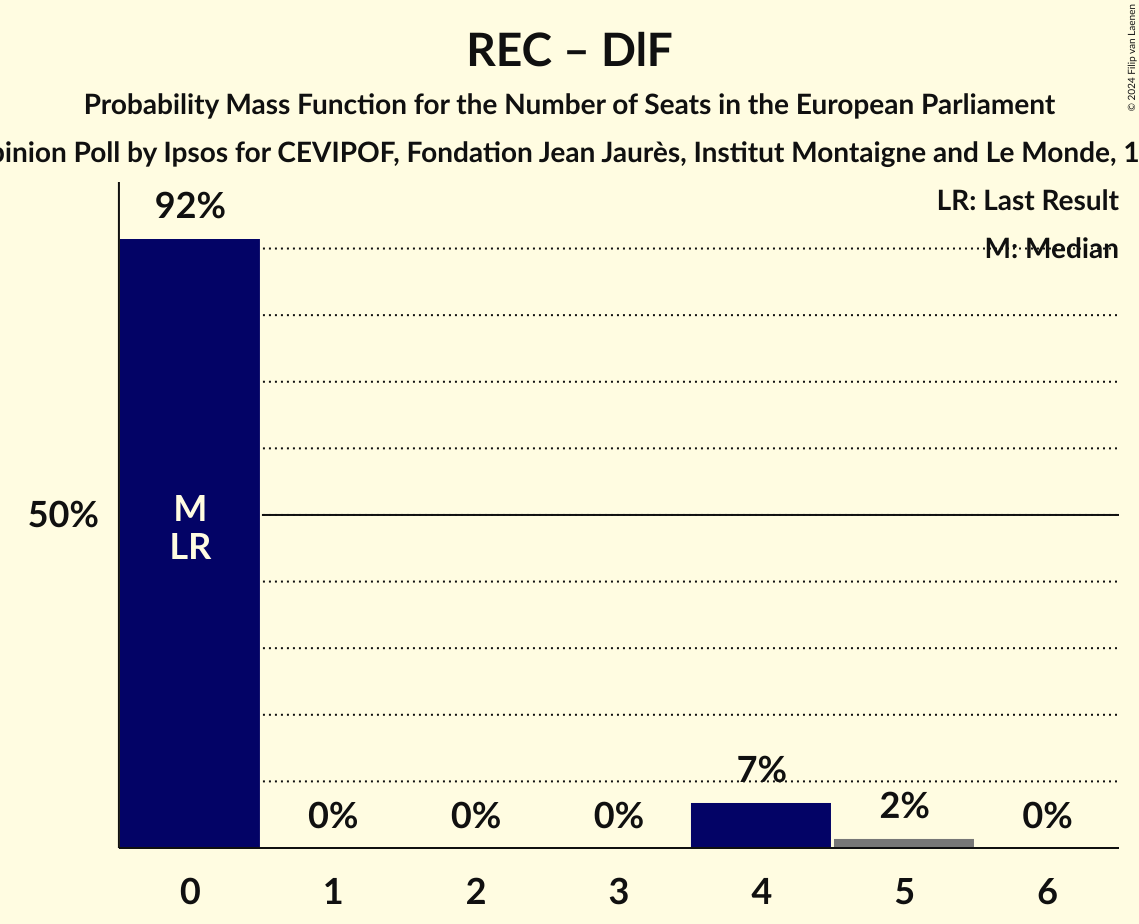 REC – DlF
Probability Mass Function for the Number of Seats in the European Parliament
pinion Poll by Ipsos for CEVIPOF, Fondation Jean Jaurès, Institut Montaigne and Le Monde, 1
© 2024 Filip van Laenen
LR: Last Result
M: Median
92%
50%
M
LR
0%
0%
0%
7%
2%
0%
0
1
2
3
4
5
6